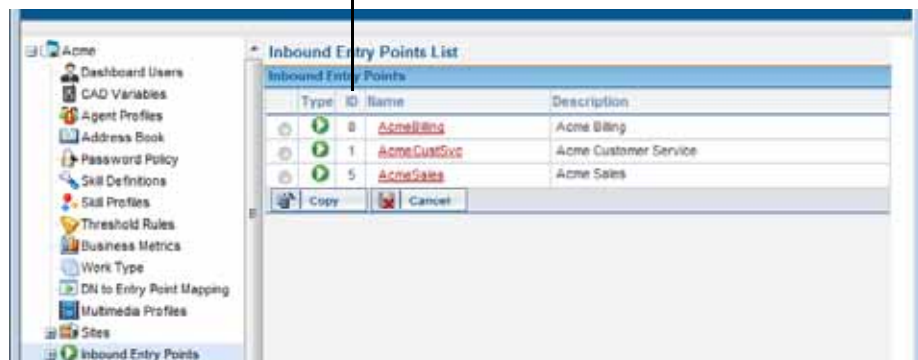 Acme
Dashboard Users
CAD Variables
Agent Profiles
Address Book
Password Policy
Skill Definitions
Skill Profiles
Threshold Rules
Business Metrics
Work Type
DN to Entry Point Mapping
Multimedia Profiles
Sites
Inbound Entry Points
Inbound Entry Points List
Inbound Entry Points
Type ID Name Description
8 AcmeBilling Acme Billing
1 AcmeCustSvc Acme Customer Service
5 AcmeSales Acme Sales
Copy Cancel